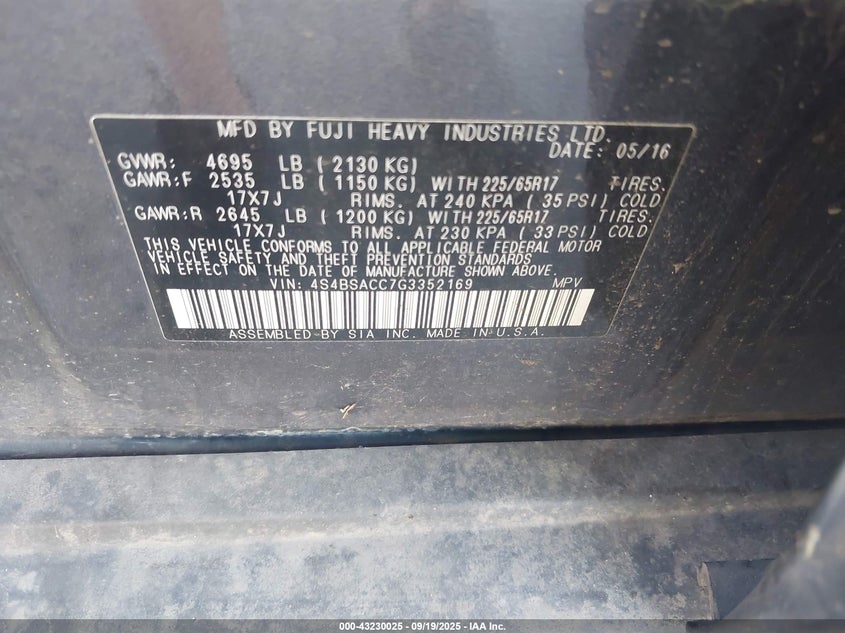 MFD BY FUJI HEAVY INDUSTRIES LTD.
DATE: 05/16
GVWR: 4695 LB ( 2130 KG)
GAWR:F 2535 LB ( 1150 KG) WITH 225/65R17 TIRES.
17X7J RIMS. AT 240 KPA ( 35 PSI) COLD
GAWR:R 2645 LB ( 1200 KG) WITH 225/65R17 TIRES.
17X7J RIMS. AT 230 KPA ( 33 PSI) COLD
THIS VEHICLE CONFORMS TO ALL APPLICABLE FEDERAL MOTOR
VEHICLE SAFETY AND THEFT PREVENTION STANDARDS
IN EFFECT ON THE DATE OF MANUFACTURE SHOWN ABOVE.
VIN: 4S4BSACC7G3352169 MPV
ASSEMBLED BY SIA INC. MADE IN U.S.A.
000-43230025 - 09/19/2025 - IAA Inc.